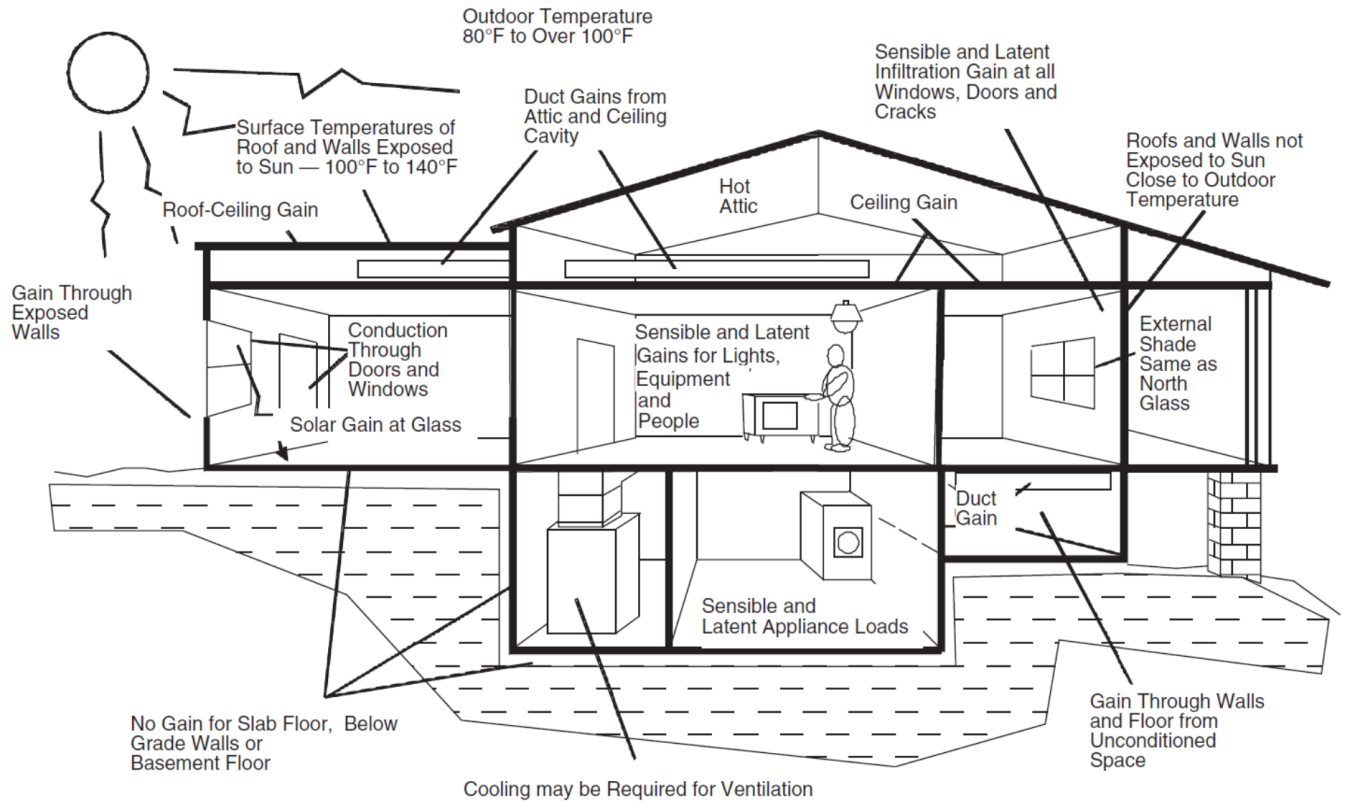 Outdoor Temperature
80°F to Over 100°F
Sensible and Latent
Infiltration Gain at all
Windows, Doors and
Cracks
Duct Gains from
Attic and Ceiling
Cavity
Surface Temperatures of
Roof and Walls Exposed
to Sun — 100°F to 140°F
Roofs and Walls not
Exposed to Sun
Close to Outdoor
Temperature
Hot
Attic
Ceiling Gain
Roof-Ceiling Gain
Gain Through
Exposed
Walls
Conduction
Through
Doors and
Windows
Solar Gain at Glass
Sensible and Latent
Gains for Lights,
Equipment
and
People
External
Shade
Same as
North
Glass
Duct
Gain
Sensible and
Latent Appliance Loads
No Gain for Slab Floor, Below
Grade Walls or
Basement Floor
Gain Through Walls
and Floor from
Unconditioned
Space
Cooling may be Required for Ventilation